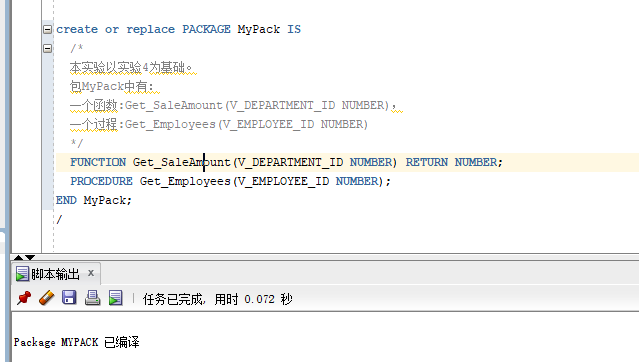 create or replace PACKAGE MyPack IS
/*
本实验以实验4为基础。
包MyPack中有:
一个函数:Get_SaleAmount(V_DEPARTMENT_ID NUMBER),
一个过程:Get_Employees(V_EMPLOYEE_ID NUMBER)
*/
FUNCTION Get_SaleAmount(V_DEPARTMENT_ID NUMBER) RETURN NUMBER;
PROCEDURE Get_Employees(V_EMPLOYEE_ID NUMBER);
END MyPack;
/
脚本输出 x
任务已完成, 用时 0.072 秒
Package MYPACK 已编译